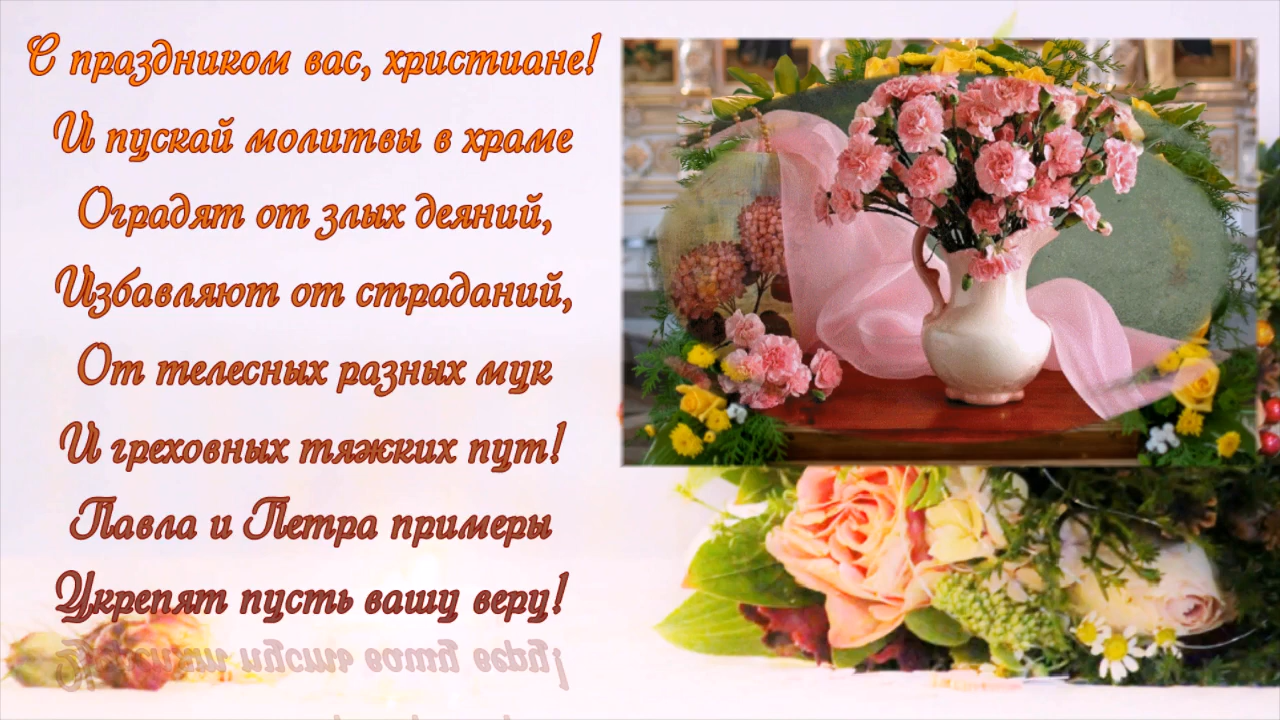 С праздником вас, христиане!
И пускай молитвы в храме
Оградят от злых деяний,
Избавляют от страданий,
От телесных разных мук
И греховных тяжких пут!
Павла и Петра примеры
Укрепят пусть вашу веру!